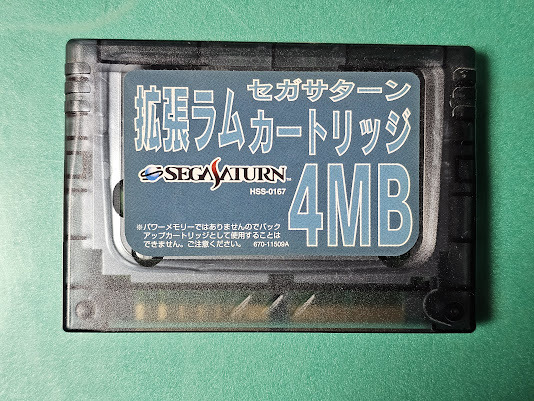 セガサターン
拡張ラムカートリッジ
SEGA SATURN™
HSS-0167
4MB
※パワーメモリーではありませんのでバック
アップカートリッジとして使用することは
できません。ご注意ください。 670-11509A